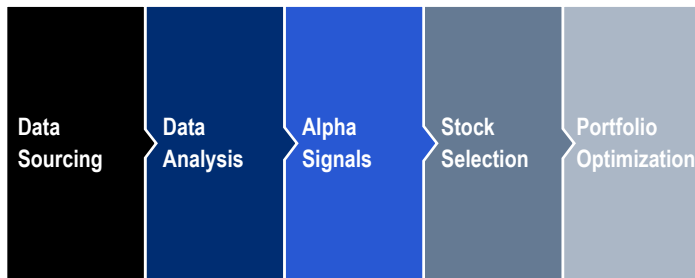 Data
Sourcing
Data
Analysis
Alpha
Signals
Stock
Selection
Portfolio
Optimization